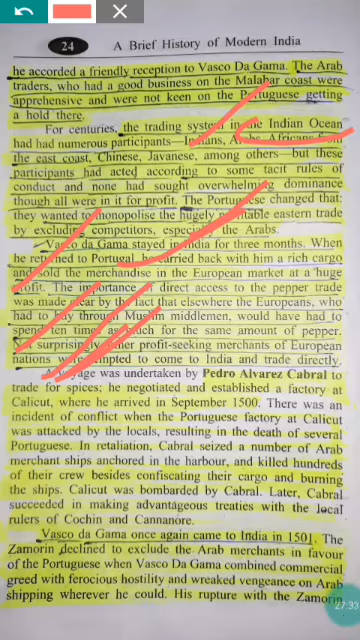 24
A Brief History of Modern India
he accorded a friendly reception to Vasco Da Gama. The Arab
traders, who had a good business on the Malabar coast were
apprehensive and were not keen on the Portuguese getting
a hold there.
For centuries, the trading system in the Indian Ocean
had had numerous participants—Indians, Africans from
the east coast, Chinese, Javanese, among others—but these
participants had acted according to some tacit rules of
conduct and none had sought overwhelming dominance
though all were in it for profit. The Portuguese changed that:
they wanted to monopolise the hugely profitable eastern trade
by excluding competitors, especially the Arabs.
Vasco da Gama stayed in India for three months. When
he returned to Portugal, he carried back with him a rich cargo
and sold the merchandise in the European market at a huge
profit. The importance of direct access to the pepper trade
was made clear by the fact that elsewhere the Europeans, who
had to buy through Muslim middlemen, would have had to
spend ten times as much for the same amount of pepper.
Not surprisingly, other profit-seeking merchants of European
nations were tempted to come to India and trade directly.
A voyage was undertaken by Pedro Alvarez Cabral to
trade for spices; he negotiated and established a factory at
Calicut, where he arrived in September 1500. There was an
incident of conflict when the Portuguese factory at Calicut
was attacked by the locals, resulting in the death of several
Portuguese. In retaliation, Cabral seized a number of Arab
merchant ships anchored in the harbour, and killed hundreds
of their crew besides confiscating their cargo and burning
the ships. Calicut was bombarded by Cabral. Later, Cabral
succeeded in making advantageous treaties with the local
rulers of Cochin and Cannanore.
Vasco da Gama once again came to India in 1501. The
Zamorin declined to exclude the Arab merchants in favour
of the Portuguese when Vasco Da Gama combined commercial
greed with ferocious hostility and wreaked vengeance on Arab
shipping wherever he could. His rupture with the Zamorin
27:33